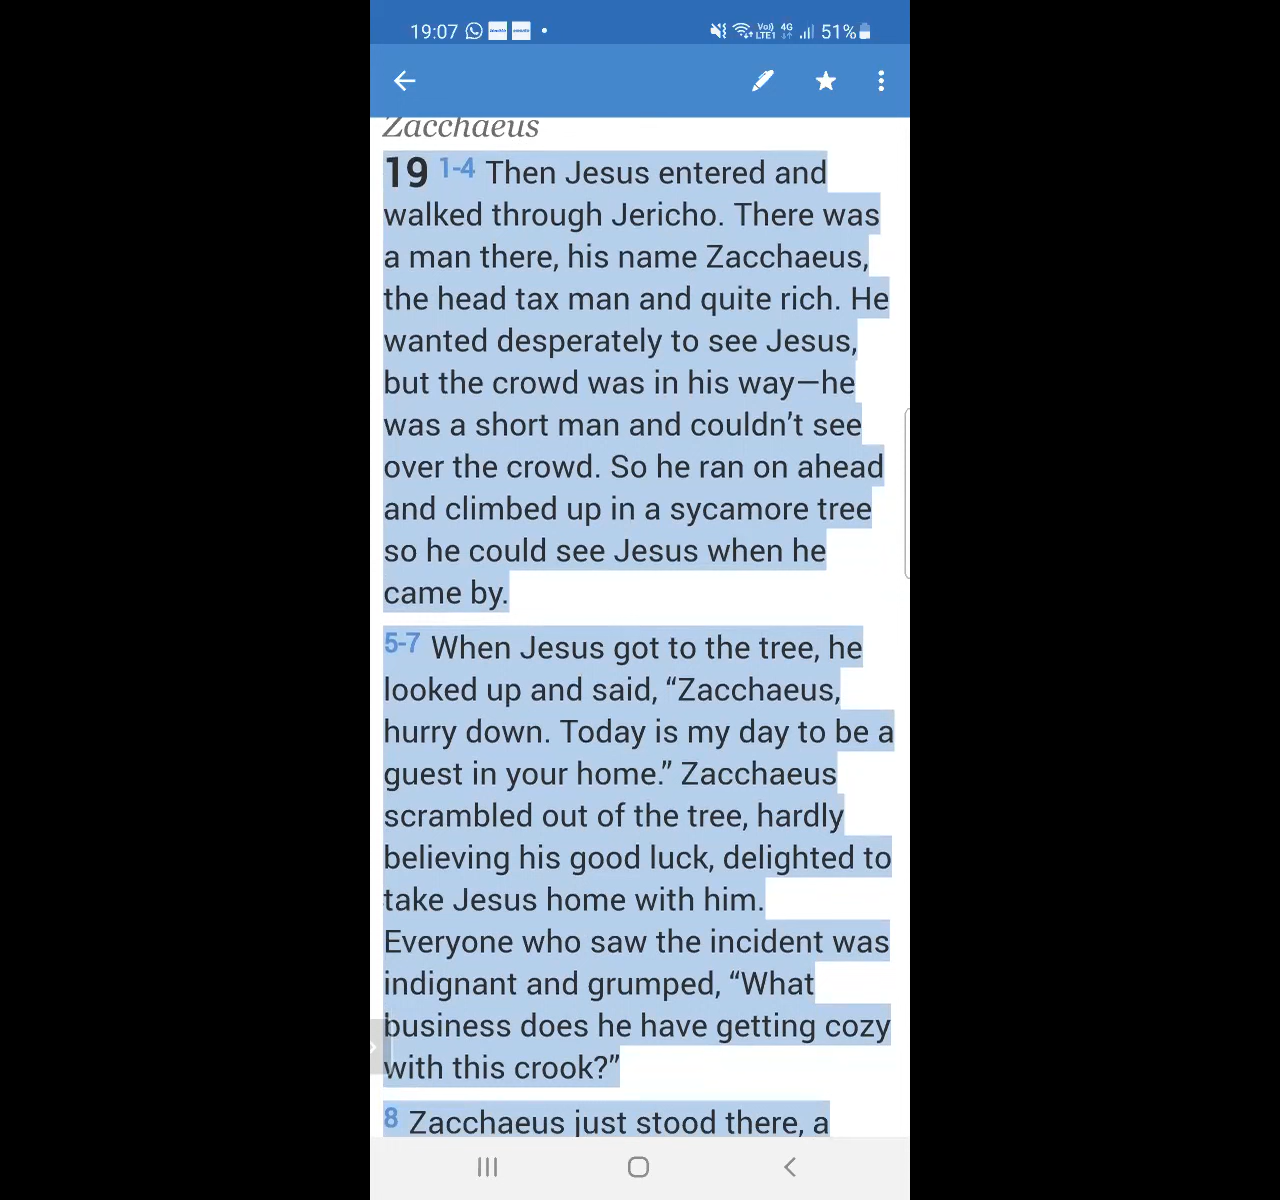 19:07 51%
Zacchaeus
19 1-4 Then Jesus entered and
walked through Jericho. There was
a man there, his name Zacchaeus,
the head tax man and quite rich. He
wanted desperately to see Jesus,
but the crowd was in his way—he
was a short man and couldn’t see
over the crowd. So he ran on ahead
and climbed up in a sycamore tree
so he could see Jesus when he
came by.
5-7 When Jesus got to the tree, he
looked up and said, “Zacchaeus,
hurry down. Today is my day to be a
guest in your home.” Zacchaeus
scrambled out of the tree, hardly
believing his good luck, delighted to
take Jesus home with him.
Everyone who saw the incident was
indignant and grumped, “What
business does he have getting cozy
with this crook?”
8 Zacchaeus just stood there, a